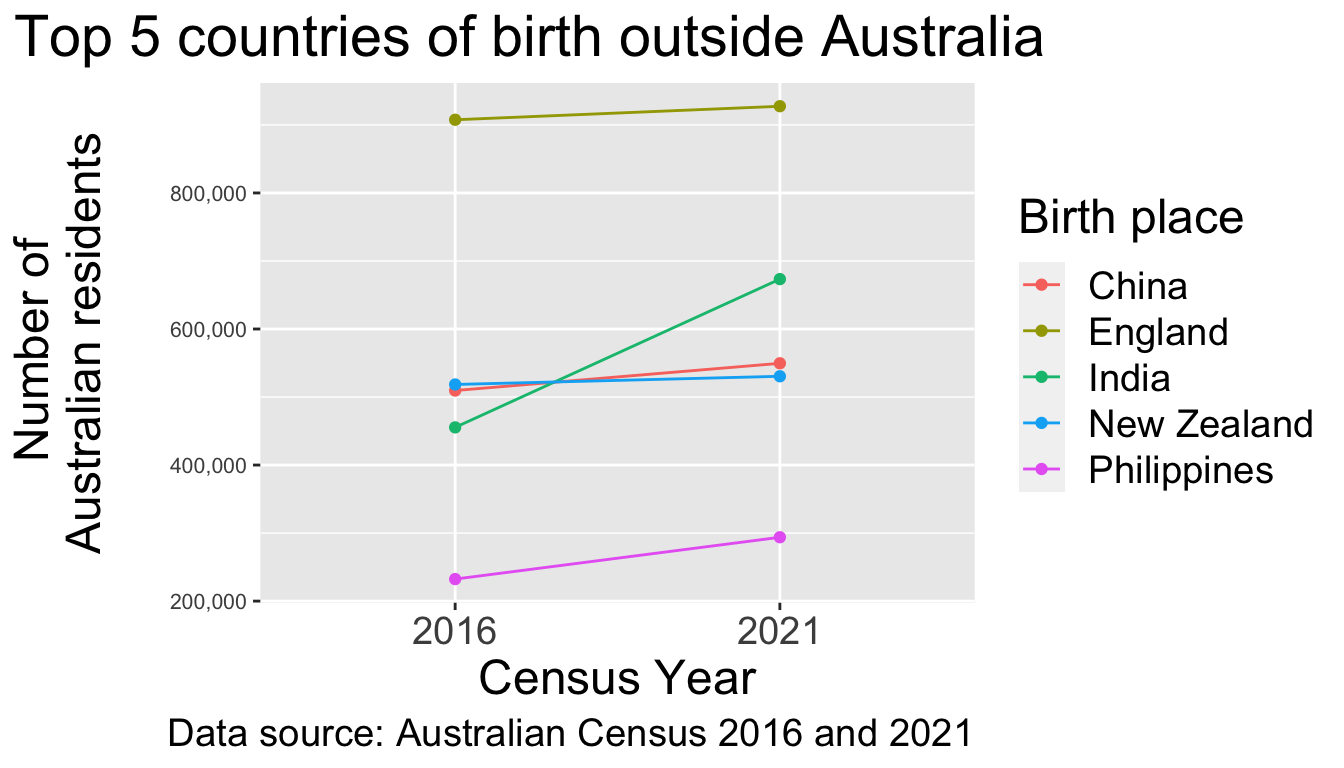 Top 5 countries of birth outside Australia
Number of
Australian residents
800,000
600,000
400,000
200,000
2016
2021
Census Year
Birth place
China
England
India
New Zealand
Philippines
Data source: Australian Census 2016 and 2021